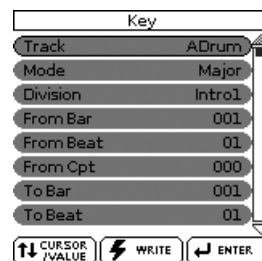 Key
Track ADrum
Mode Major
Division Intro1
From Bar 001
From Beat 01
From Cpt 000
To Bar 001
To Beat 01
CURSOR /VALUE WRITE ENTER